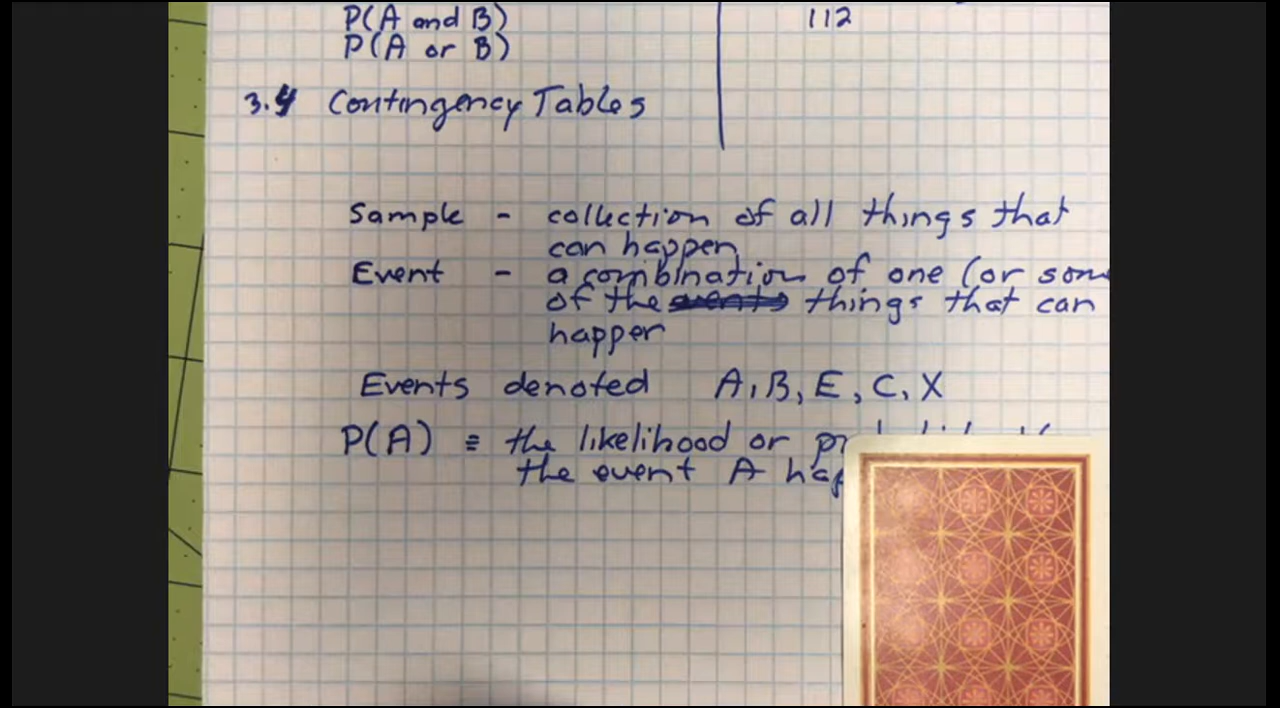 P(A and B)
112
P(A or B)
3.4 Contingency Tables
Sample - collection of all things that
can happen
Event - a combination of one (or som
of the things that can
happen
Events denoted A, B, E, C, X
P(A) ≡ the likelihood or
the event A